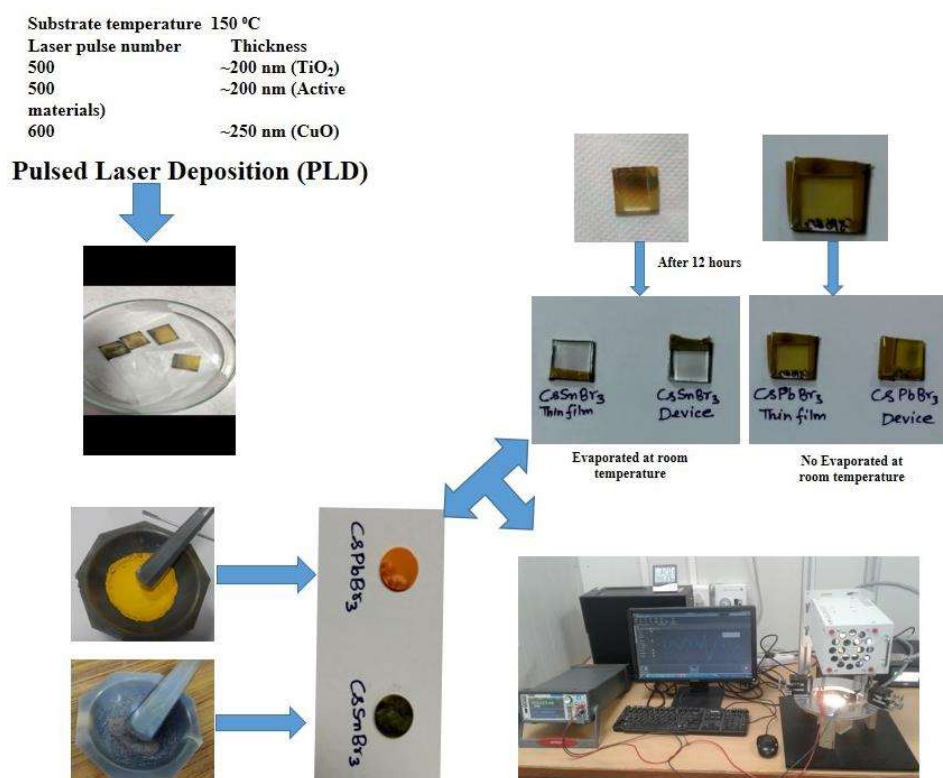 Substrate temperature 150 ⁰C
Laser pulse number Thickness
500 ~200 nm (TiO₂)
500 ~200 nm (Active
materials)
600 ~250 nm (CuO)
Pulsed Laser Deposition (PLD)
After 12 hours
CsSnBr₃
Thin film
CsSnBr₃
Device
CsPbBr₃
Thin film
CsPbBr₃
Device
Evaporated at room
temperature
No Evaporated at
room temperature
CsPbBr₃
CsSnBr₃